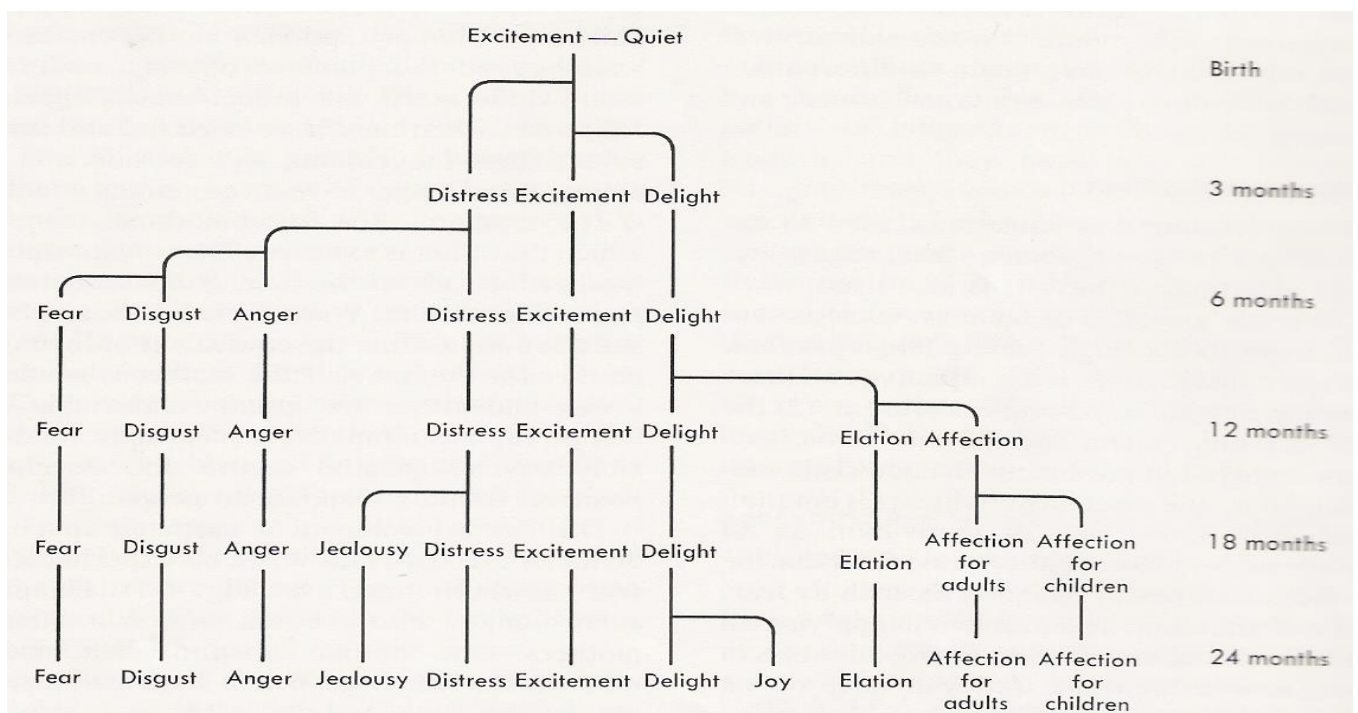 Excitement — Quiet
Birth
Distress Excitement Delight
3 months
Fear Disgust Anger Distress Excitement Delight
6 months
Fear Disgust Anger Distress Excitement Delight Elation Affection
12 months
Fear Disgust Anger Jealousy Distress Excitement Delight Elation Affection for adults Affection for children
18 months
Fear Disgust Anger Jealousy Distress Excitement Delight Joy Elation Affection for adults Affection for children
24 months